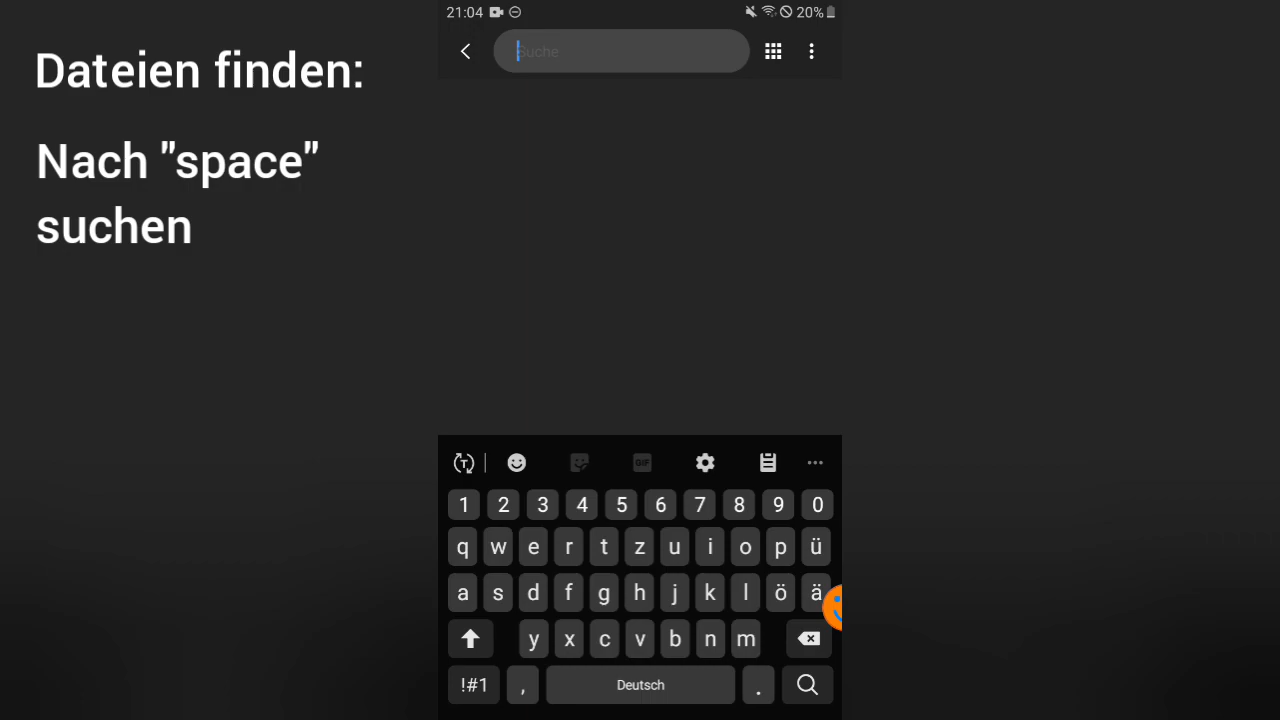 Dateien finden:
Nach "space"
suchen
21:04
20%
Suche
T
GIF
1 2 3 4 5 6 7 8 9 0
q w e r t z u i o p ü
a s d f g h j k l ö ä
y x c v b n m
!#1 , Deutsch .